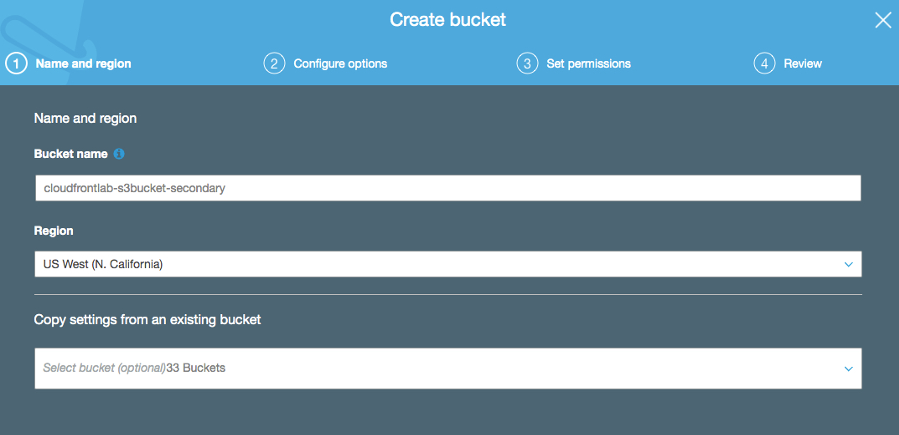 Create bucket
1 Name and region
2 Configure options
3 Set permissions
4 Review
Name and region
Bucket name
cloudfrontlab-s3bucket-secondary
Region
US West (N. California)
Copy settings from an existing bucket
Select bucket (optional)33 Buckets